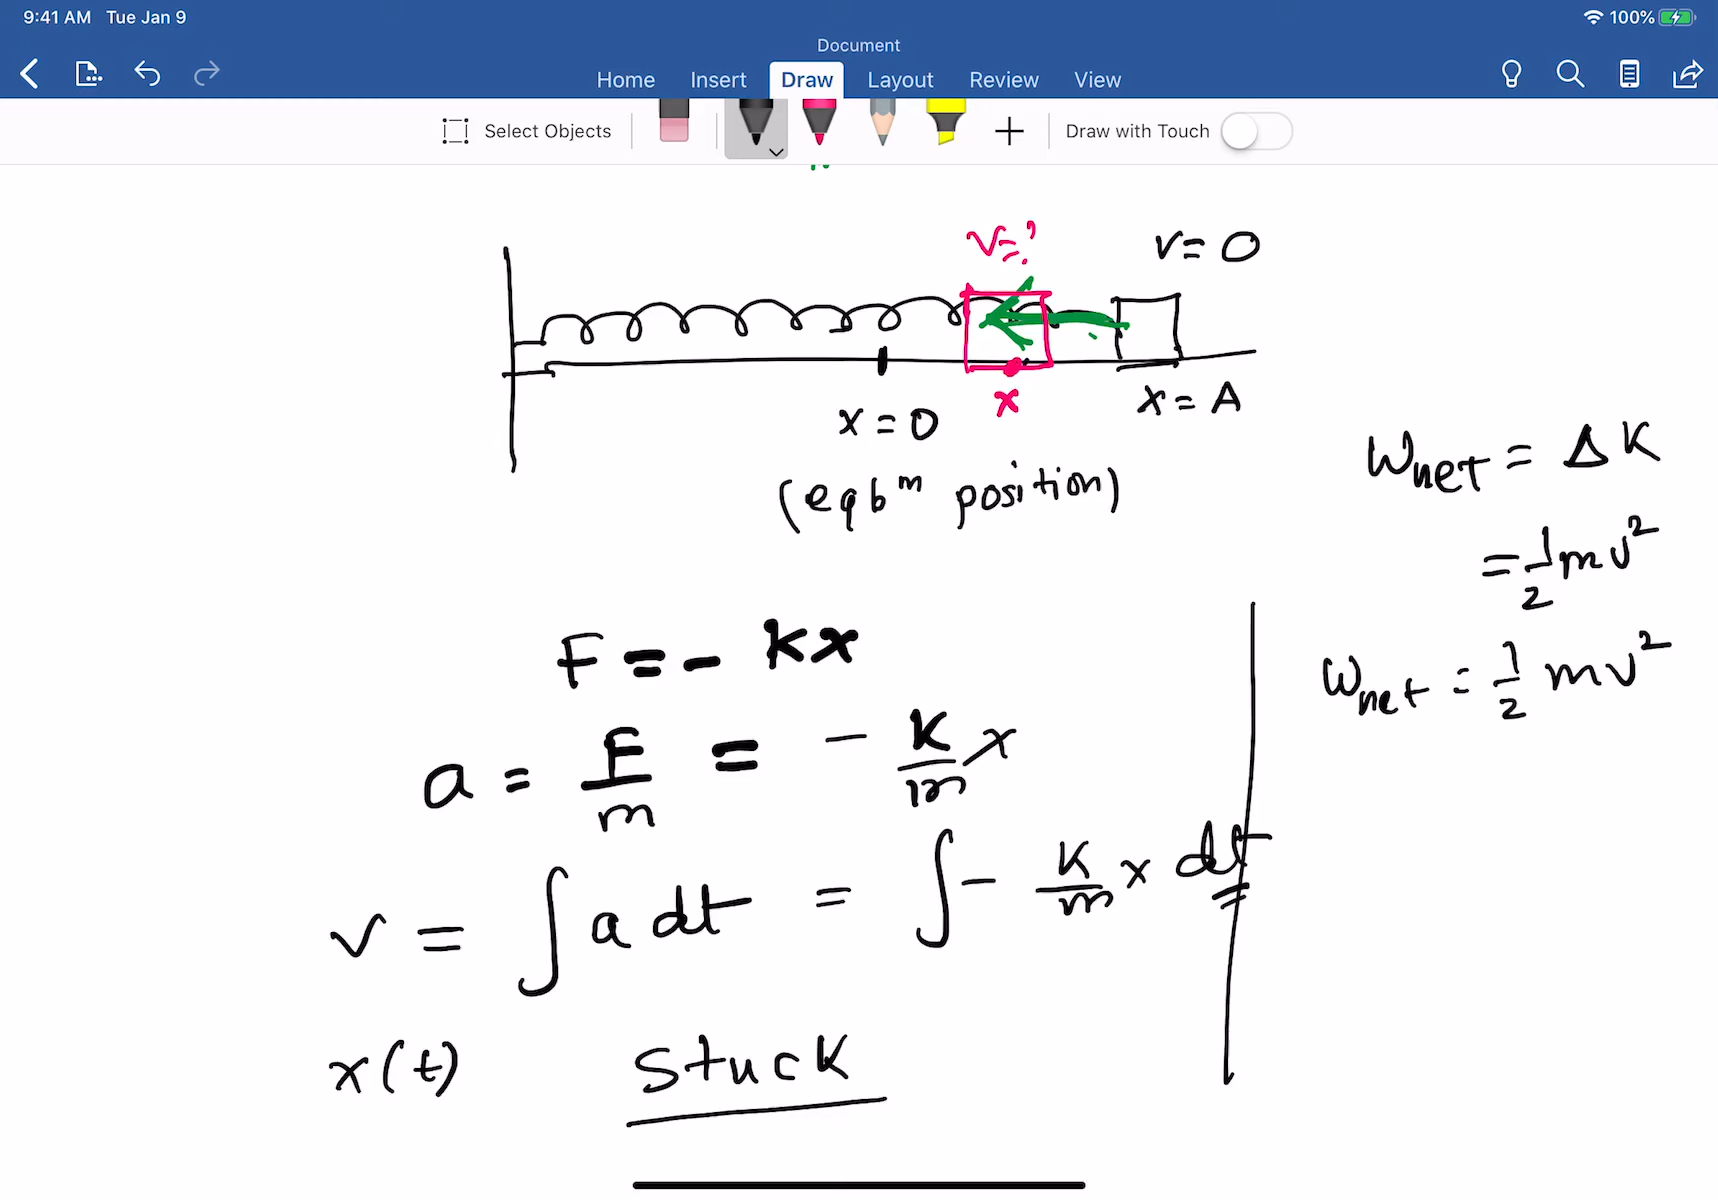 9:41 AM Tue Jan 9
100%
Document
Home Insert Draw Layout Review View
Select Objects
Draw with Touch
v=?
v=0
x
x=A
x=0
(eqbᵐ position)
Wnet = ΔK
= 1/2 mv²
Wnet = 1/2 mv²
F = - kx
a = F/m = - k/m x
v = ∫ a dt = ∫ - k/m x dt
x(t) Stuck